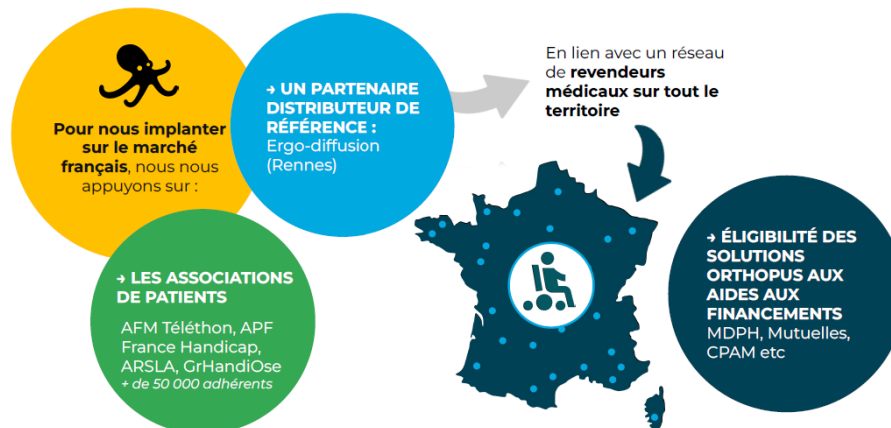 Pour nous implanter
sur le marché
français, nous nous
appuyons sur :
→ UN PARTENAIRE
DISTRIBUTEUR DE
RÉFÉRENCE :
Ergo-diffusion
(Rennes)
En lien avec un réseau
de revendeurs
médicaux sur tout le
territoire
→ LES ASSOCIATIONS
DE PATIENTS
AFM Téléthon, APF
France Handicap,
ARSLA, GrHandiOse
+ de 50 000 adhérents
→ ÉLIGIBILITÉ DES
SOLUTIONS
ORTHOPUS AUX
AIDES AUX
FINANCEMENTS
MDPH, Mutuelles,
CPAM etc